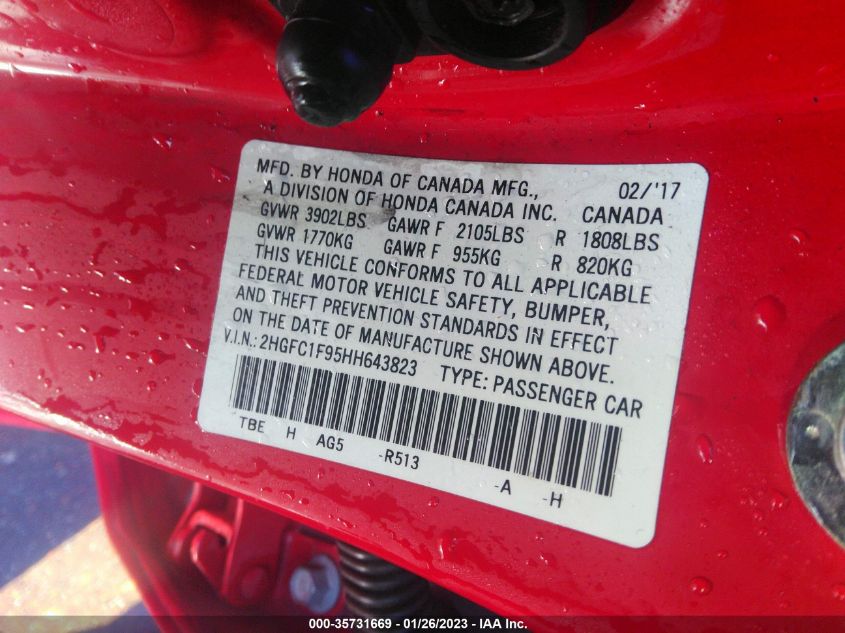 MFD. BY HONDA OF CANADA MFG., 02/'17
A DIVISION OF HONDA CANADA INC. CANADA
GVWR 3902LBS GAWR F 2105LBS R 1808LBS
GVWR 1770KG GAWR F 955KG R 820KG
THIS VEHICLE CONFORMS TO ALL APPLICABLE
FEDERAL MOTOR VEHICLE SAFETY, BUMPER,
AND THEFT PREVENTION STANDARDS IN EFFECT
ON THE DATE OF MANUFACTURE SHOWN ABOVE.
V.I.N.: 2HGFC1F95HH643823 TYPE: PASSENGER CAR
TBE H AG5 -R513 -A -H
000-35731669 - 01/26/2023 - IAA Inc.